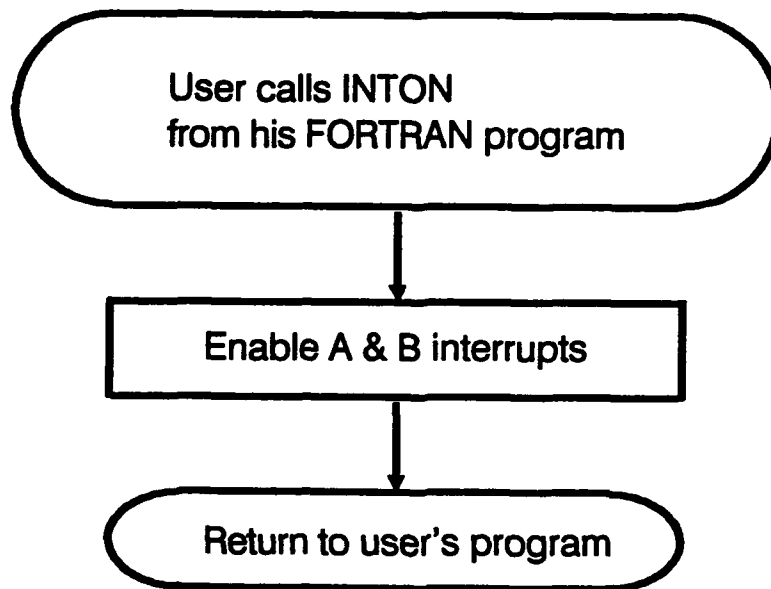 User calls INTON
from his FORTRAN program
Enable A & B interrupts
Return to user's program